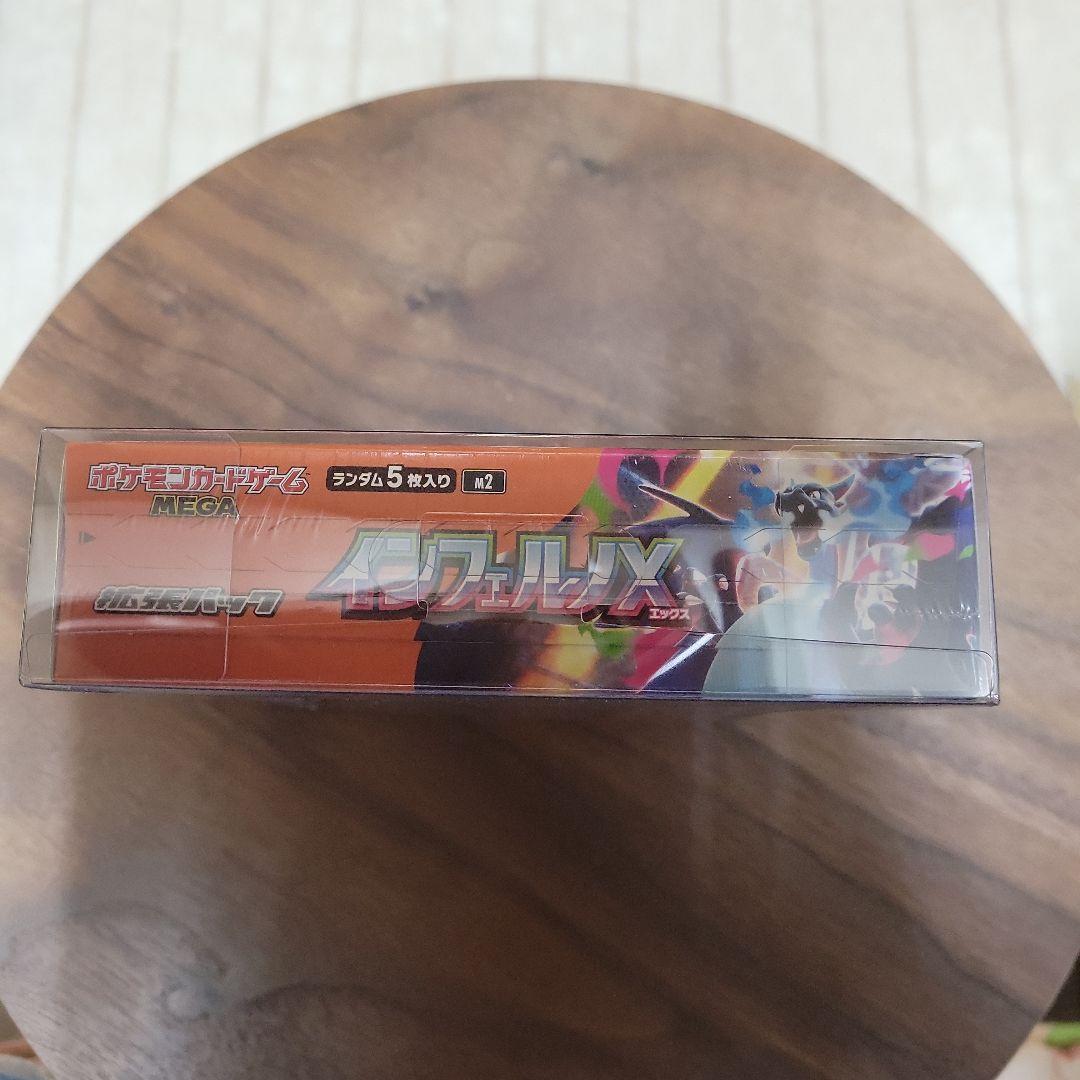 ポケモンカードゲーム
MEGA
ランダム5枚入り
M2
拡張パック
インフェルノX
エックス